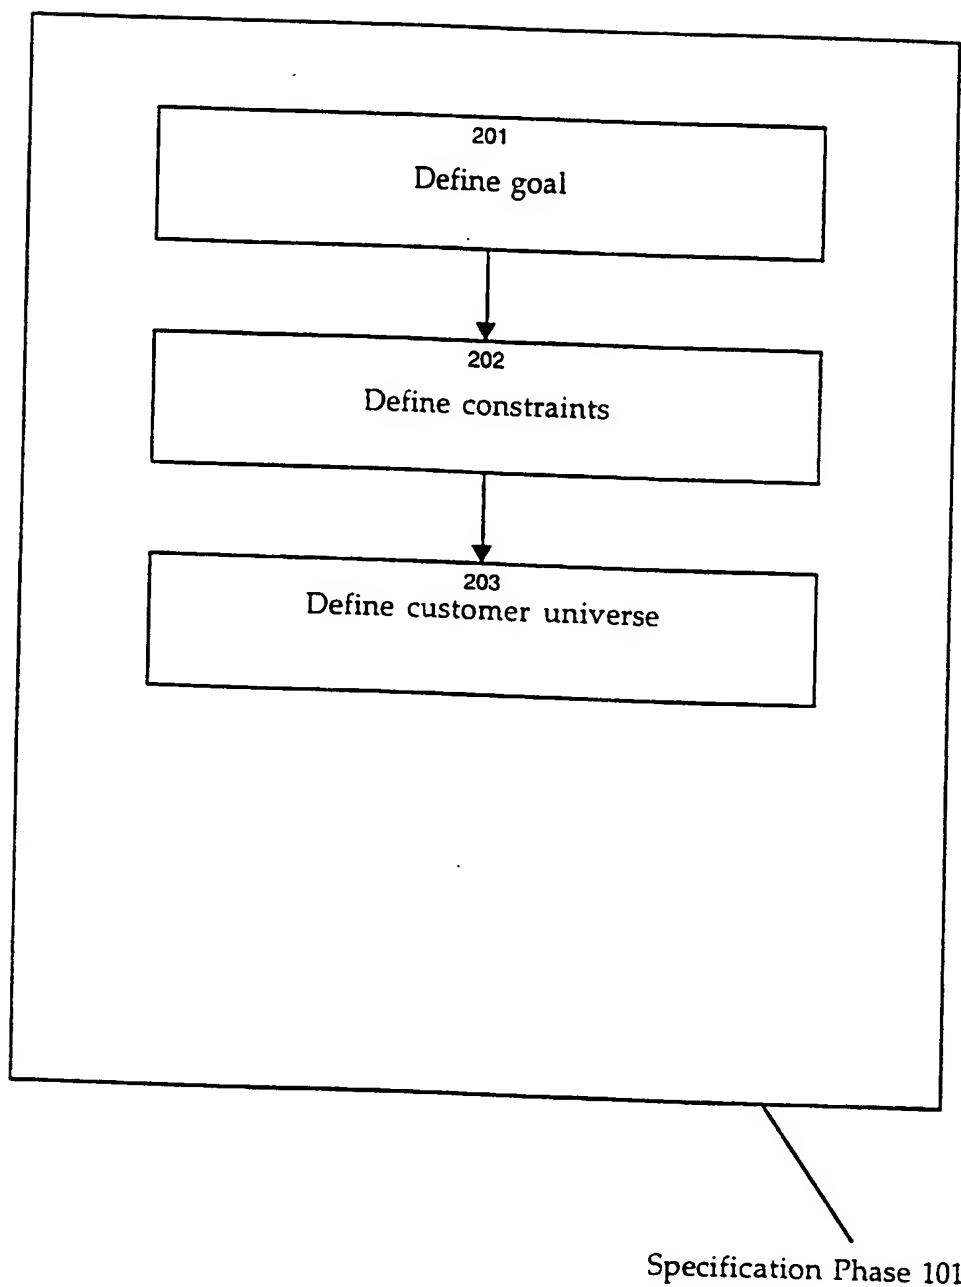 201
Define goal
202
Define constraints
203
Define customer universe
Specification Phase 101